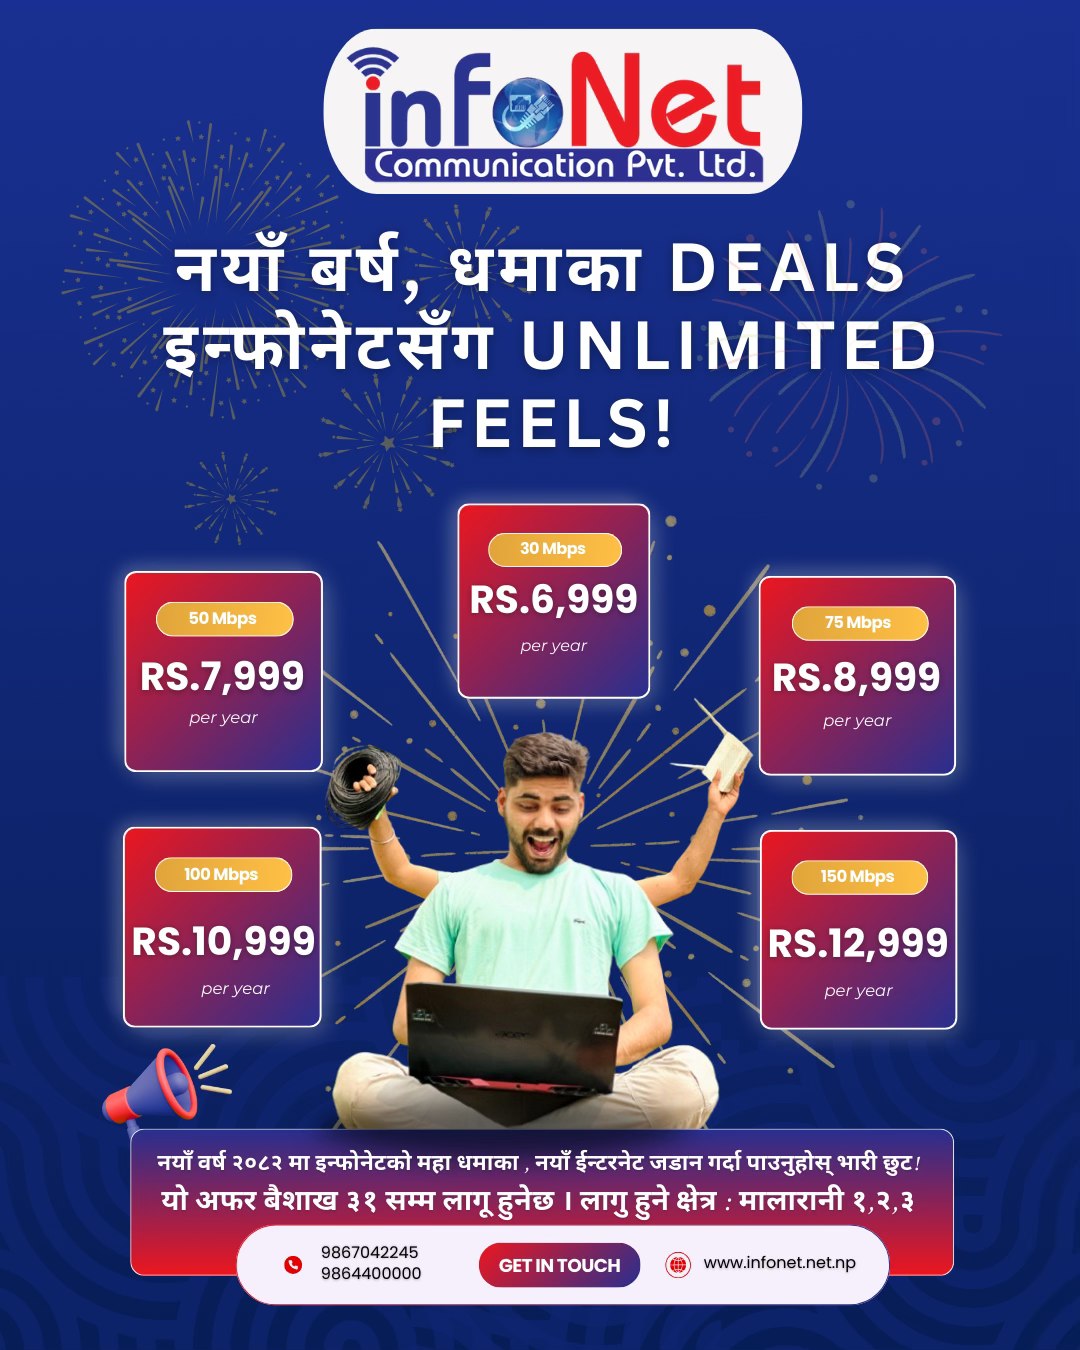 infoNet
Communication Pvt. Ltd.
नयाँ बर्ष, धमाका DEALS
इन्फोनेटसँग UNLIMITED
FEELS!
30 Mbps
RS.6,999
per year
50 Mbps
RS.7,999
per year
75 Mbps
RS.8,999
per year
100 Mbps
RS.10,999
per year
150 Mbps
RS.12,999
per year
नयाँ वर्ष २०८२ मा इन्फोनेटको महा धमाका , नयाँ ईन्टरनेट जडान गर्दा पाउनुहोस् भारी छुट!
यो अफर बैशाख ३१ सम्म लागू हुनेछ । लागु हुने क्षेत्र : मालारानी १,२,३
9867042245
9864400000
GET IN TOUCH
www.infonet.net.np